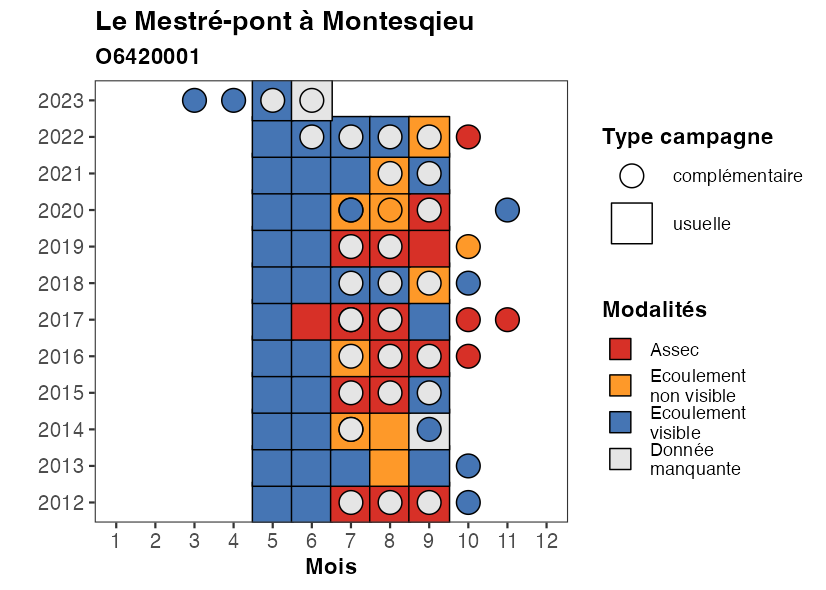 Le Mestré-pont à Montesqieu
O6420001
2023
2022
2021
2020
2019
2018
2017
2016
2015
2014
2013
2012
1 2 3 4 5 6 7 8 9 10 11 12
Mois
Type campagne
complémentaire
usuelle
Modalités
Assec
Ecoulement
non visible
Ecoulement
visible
Donnée
manquante